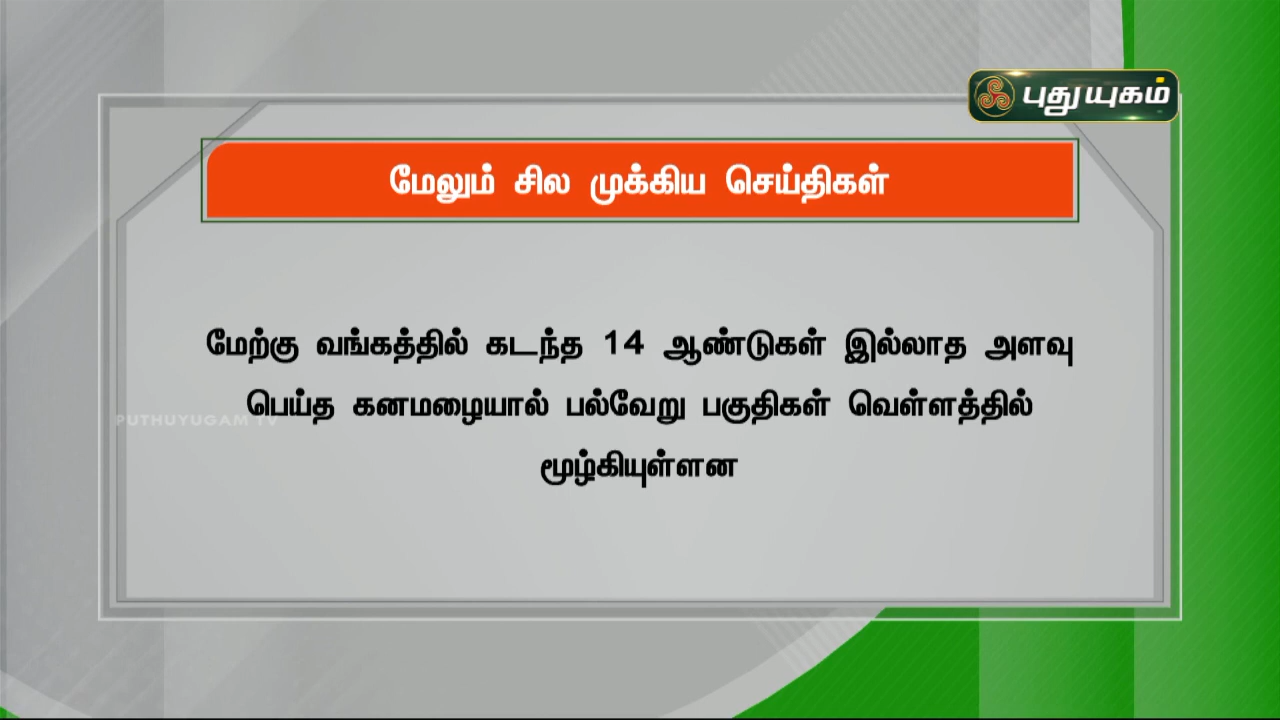 புதுயுகம்
மேலும் சில முக்கிய செய்திகள்
மேற்கு வங்கத்தில் கடந்த 14 ஆண்டுகள் இல்லாத அளவு
பெய்த கனமழையால் பல்வேறு பகுதிகள் வெள்ளத்தில்
PUTHUYUGAM TV
மூழ்கியுள்ளன